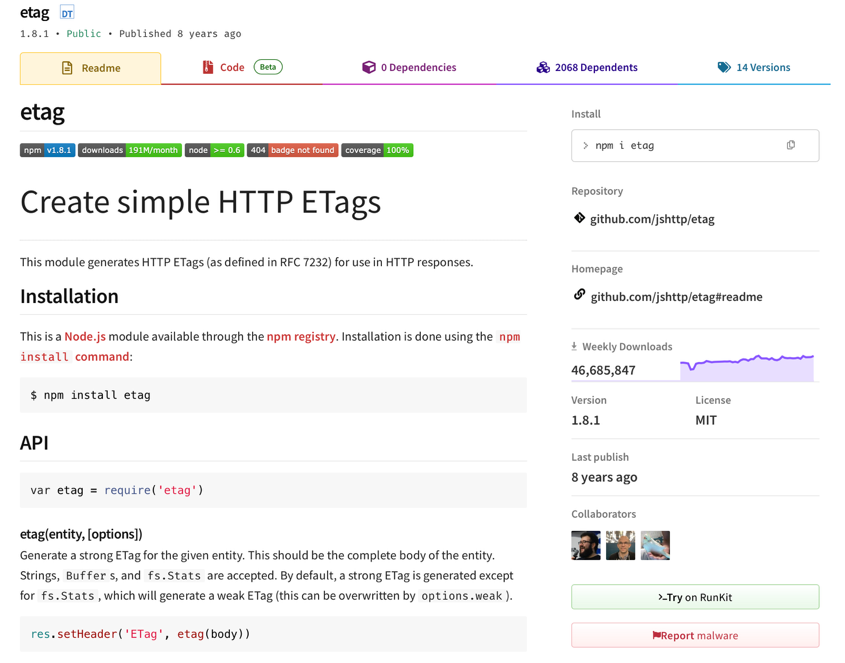 etag DT
1.8.1 • Public • Published 8 years ago
Readme
Code Beta
0 Dependencies
2068 Dependents
14 Versions
etag
npm v1.8.1 downloads 191M/month node >= 0.6 404 badge not found coverage 100%
Create simple HTTP ETags
This module generates HTTP ETags (as defined in RFC 7232) for use in HTTP responses.
Installation
This is a Node.js module available through the npm registry. Installation is done using the npm
install command:
$ npm install etag
API
var etag = require('etag')
etag(entity, [options])
Generate a strong ETag for the given entity. This should be the complete body of the entity.
Strings, Buffers, and fs.Stats are accepted. By default, a strong ETag is generated except
for fs.Stats, which will generate a weak ETag (this can be overwritten by options.weak).
res.setHeader('ETag', etag(body))
Install
> npm i etag
Repository
github.com/jshttp/etag
Homepage
github.com/jshttp/etag#readme
Weekly Downloads
46,685,847
Version License
1.8.1 MIT
Last publish
8 years ago
Collaborators
>_Try on RunKit
Report malware